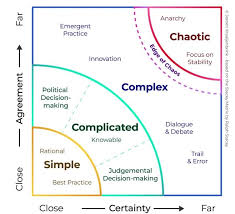 Far
Anarchy
Emergent
Practice
Chaotic
Edge of Chaos
Focus on
Stability
Innovation
Political
Decision-
making
Complex
Agreement
Complicated
Knowable
Dialogue
& Debate
Rational
Simple
Trail &
Error
Judgemental
Decision-making
Best Practice
Close
Close
Certainty
Far